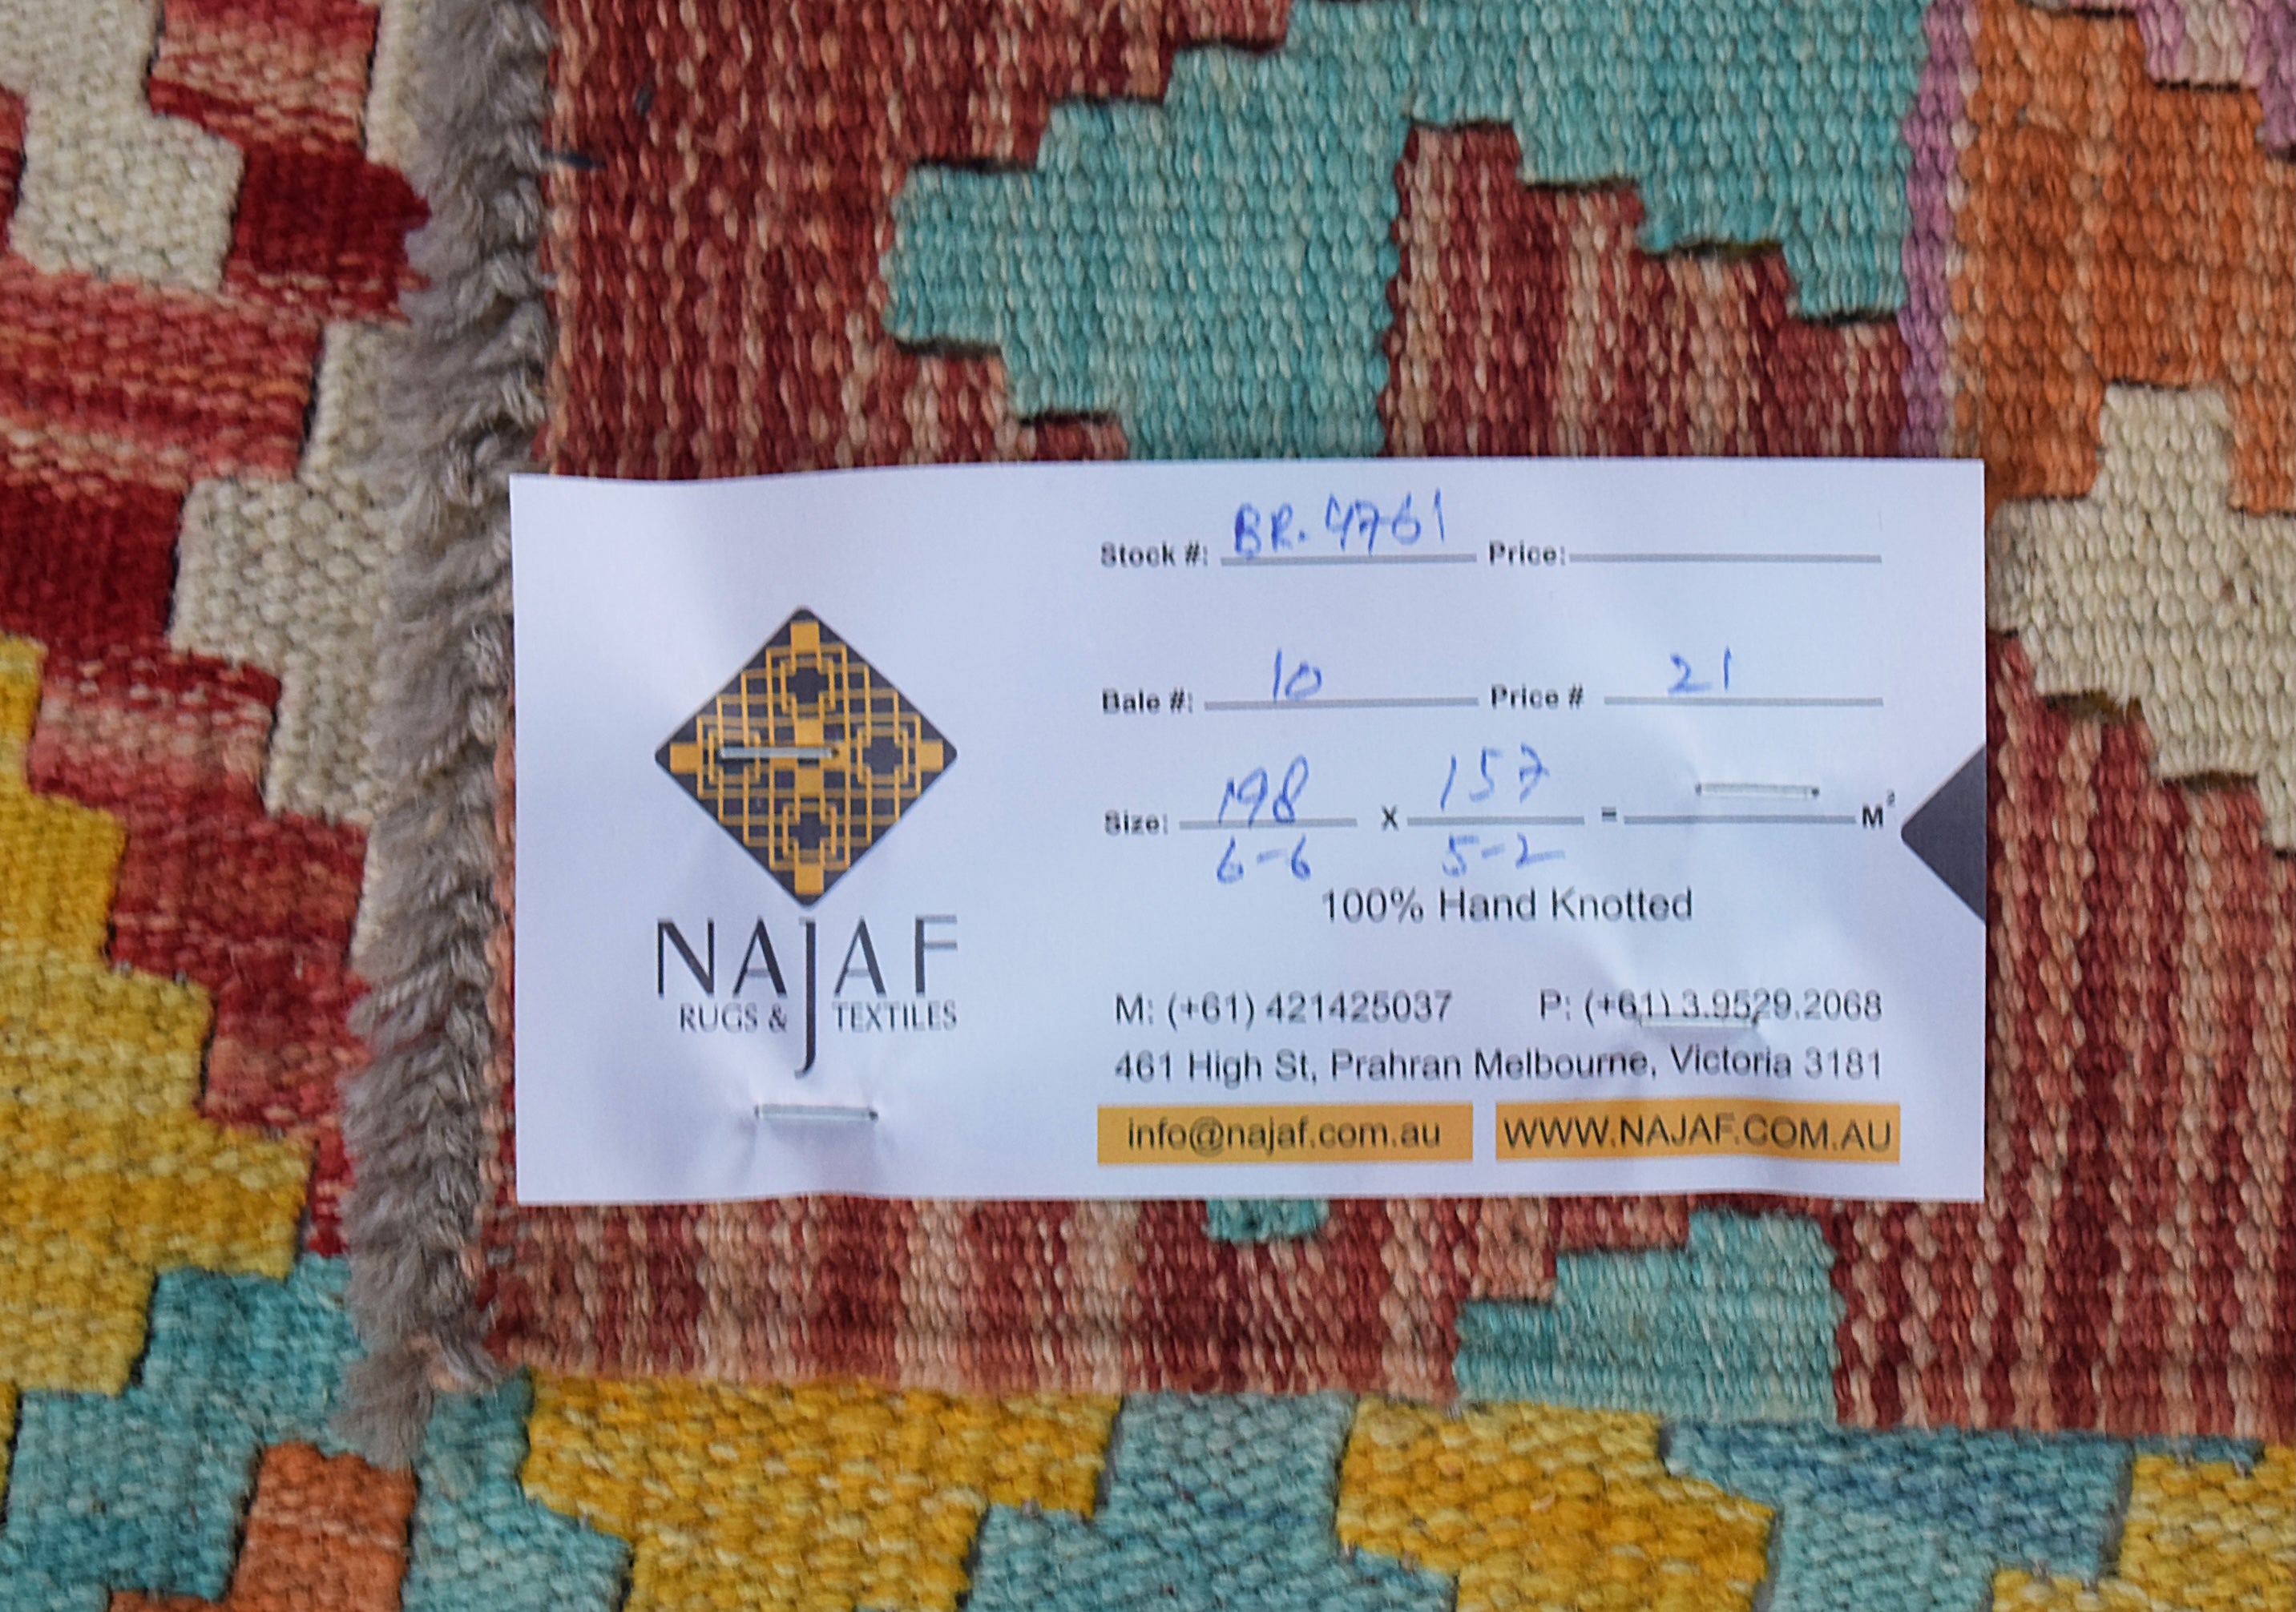 Stock #: BR. 4761 Price:
Bale #: 10 Price # 21
Size: 198 X 157 = M²
6-6 5-2
100% Hand Knotted
NAJAF
RUGS & TEXTILES
M: (+61) 421425037 P: (+61) 3.9529.2068
461 High St, Prahran Melbourne, Victoria 3181
info@najaf.com.au WWW.NAJAF.COM.AU